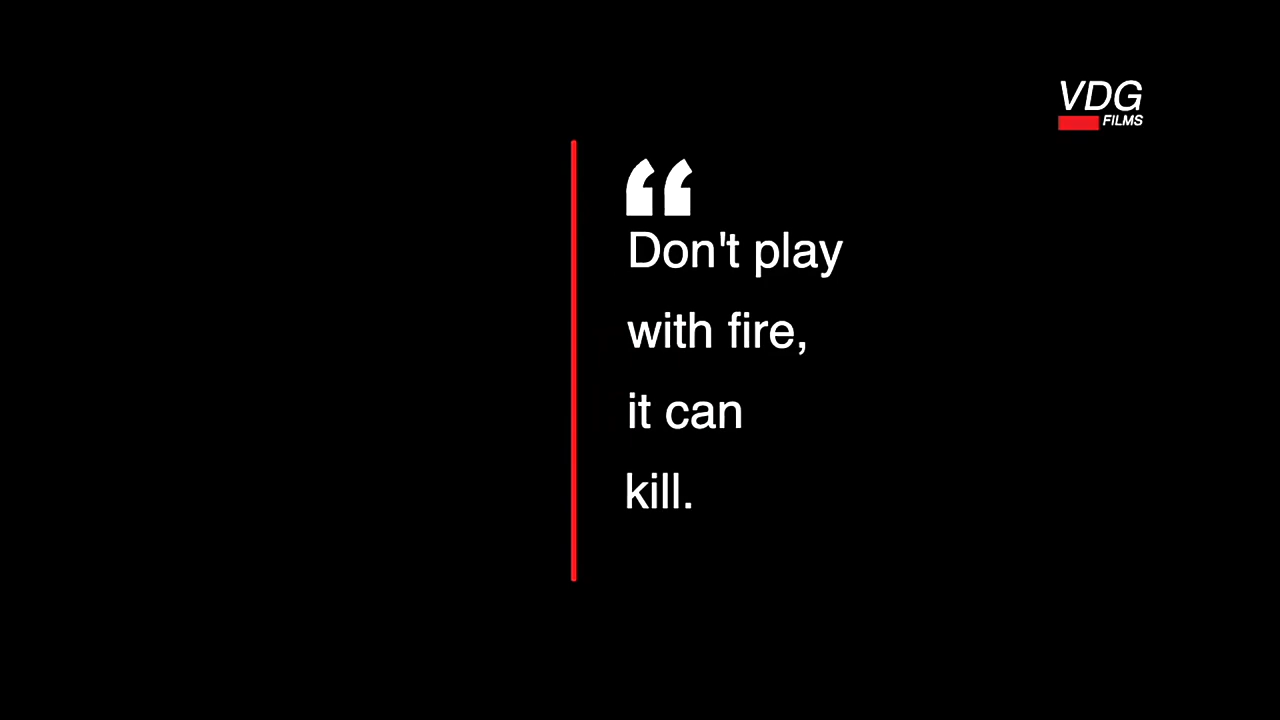 VDG
FILMS
“
Don't play
with fire,
it can
kill.